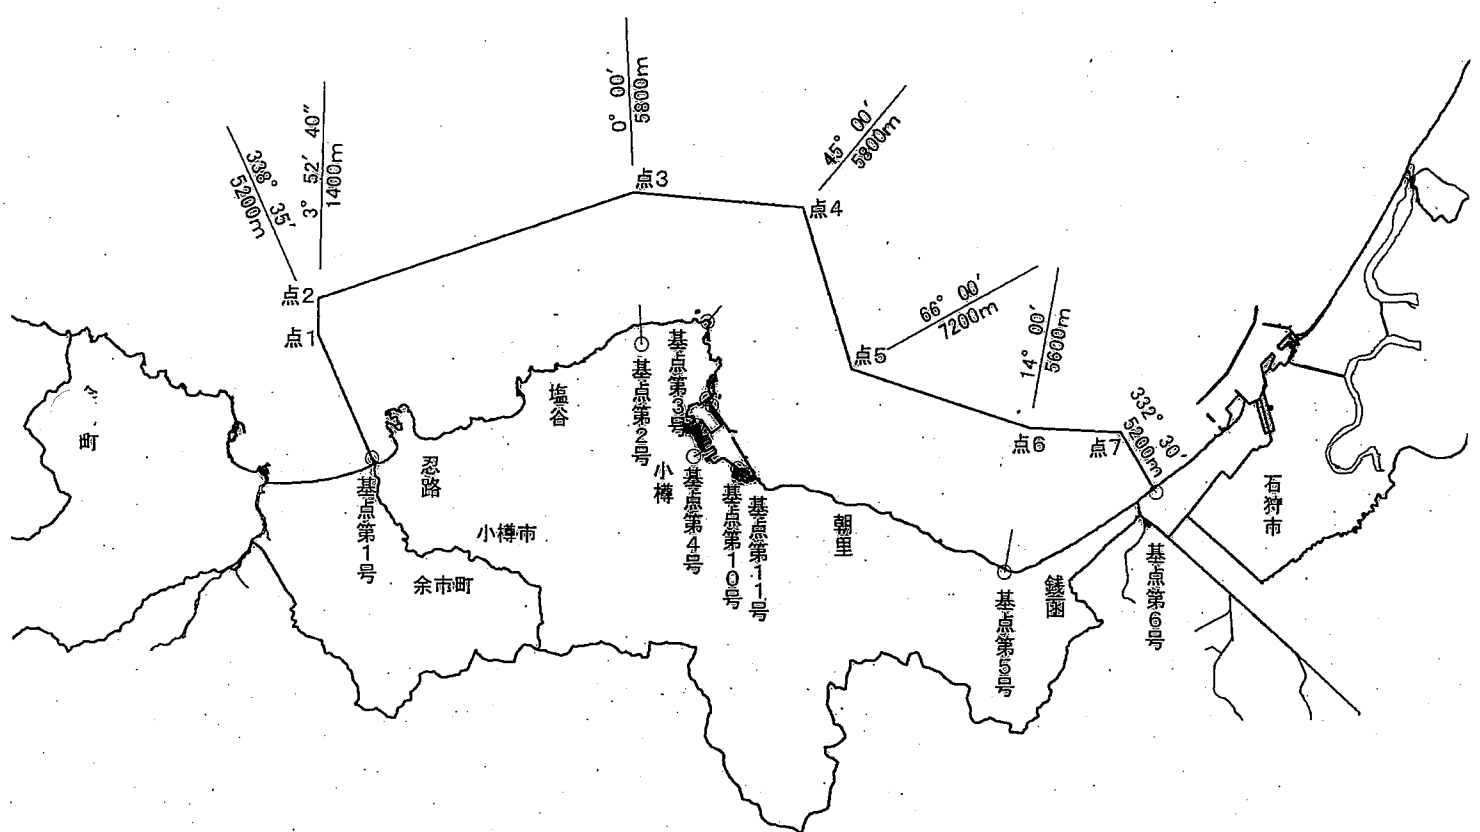 0° 00′
5800m
338° 35′
5200m
3° 52′ 40″
1400m
45° 00′
5800m
点3
点4
点2
点1
66° 00′
7200m
14° 00′
5600m
点5
点6
点7
332° 30′
5200m
町
塩谷
忍路
小樽
朝里
銭函
石狩市
小樽市
余市町
基点第1号
基点第2号
基点第3号
基点第4号
基点第10号
基点第11号
基点第5号
基点第6号